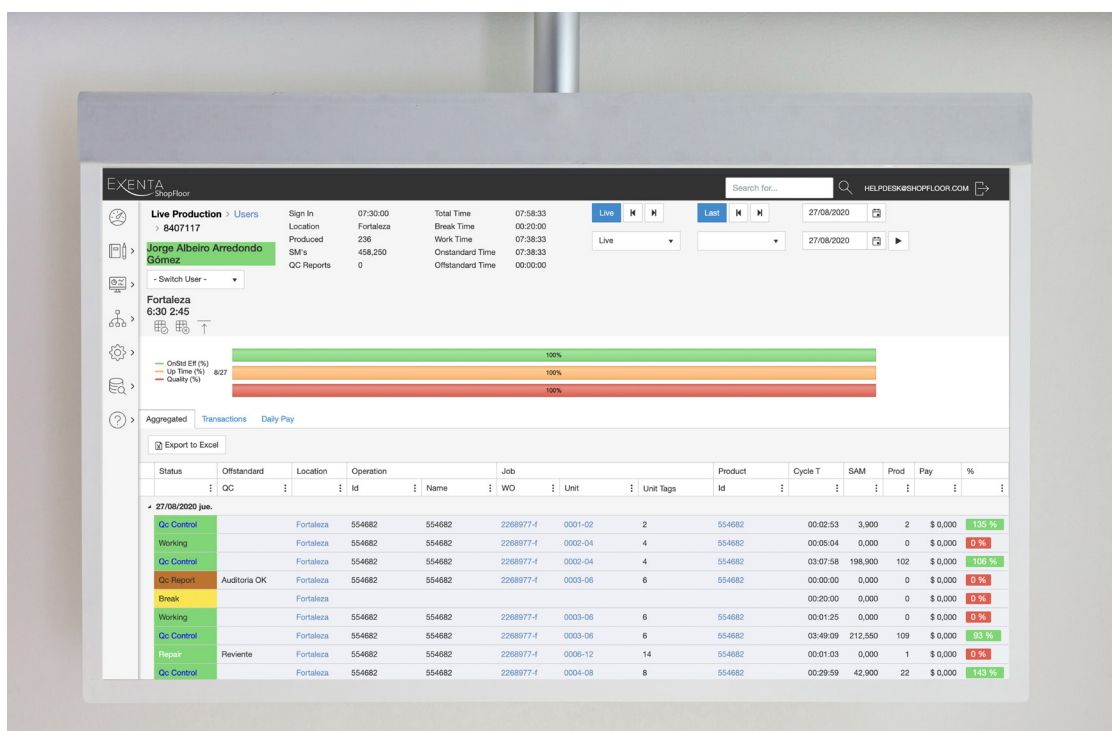 EXENTA
ShopFloor
Search for...
HELPDESK@SHOPFLOOR.COM
Live Production > Users
> 8407117
Jorge Albeiro Arredondo
Gómez
- Switch User -
Fortaleza
6:30 2:45
Sign In 07:30:00
Location Fortaleza
Produced 236
SM's 458,250
QC Reports 0
Total Time 07:58:33
Break Time 00:20:00
Work Time 07:38:33
Onstandard Time 07:38:33
Offstandard Time 00:00:00
Live
Last
27/08/2020
Live
27/08/2020
OnStd Eff (%)
Up Time (%)
Quality (%)
8/27
100%
100%
100%
Aggregated Transactions Daily Pay
Export to Excel
Status Offstandard Location Operation Job Product Cycle T SAM Prod Pay %
QC Id Name WO Unit Unit Tags Id
27/08/2020 jue.
Qc Control Fortaleza 554682 554682 2268977-f 0001-02 2 554682 00:02:53 3,900 2 $ 0,000 135 %
Working Fortaleza 554682 554682 2268977-f 0002-04 4 554682 00:05:04 0,000 0 $ 0,000 0 %
Qc Control Fortaleza 554682 554682 2268977-f 0002-04 4 554682 03:07:58 198,900 102 $ 0,000 106 %
Qc Report Auditoria OK Fortaleza 554682 554682 2268977-f 0003-06 6 554682 00:00:00 0,000 0 $ 0,000 0 %
Break Fortaleza 00:20:00 0,000 0 $ 0,000 0 %
Working Fortaleza 554682 554682 2268977-f 0003-06 6 554682 00:01:25 0,000 0 $ 0,000 0 %
Qc Control Fortaleza 554682 554682 2268977-f 0003-06 6 554682 03:49:09 212,550 109 $ 0,000 93 %
Repair Reviente Fortaleza 554682 554682 2268977-f 0006-12 14 554682 00:01:03 0,000 1 $ 0,000 0 %
Qc Control Fortaleza 554682 554682 2268977-f 0004-08 8 554682 00:29:59 42,900 22 $ 0,000 143 %